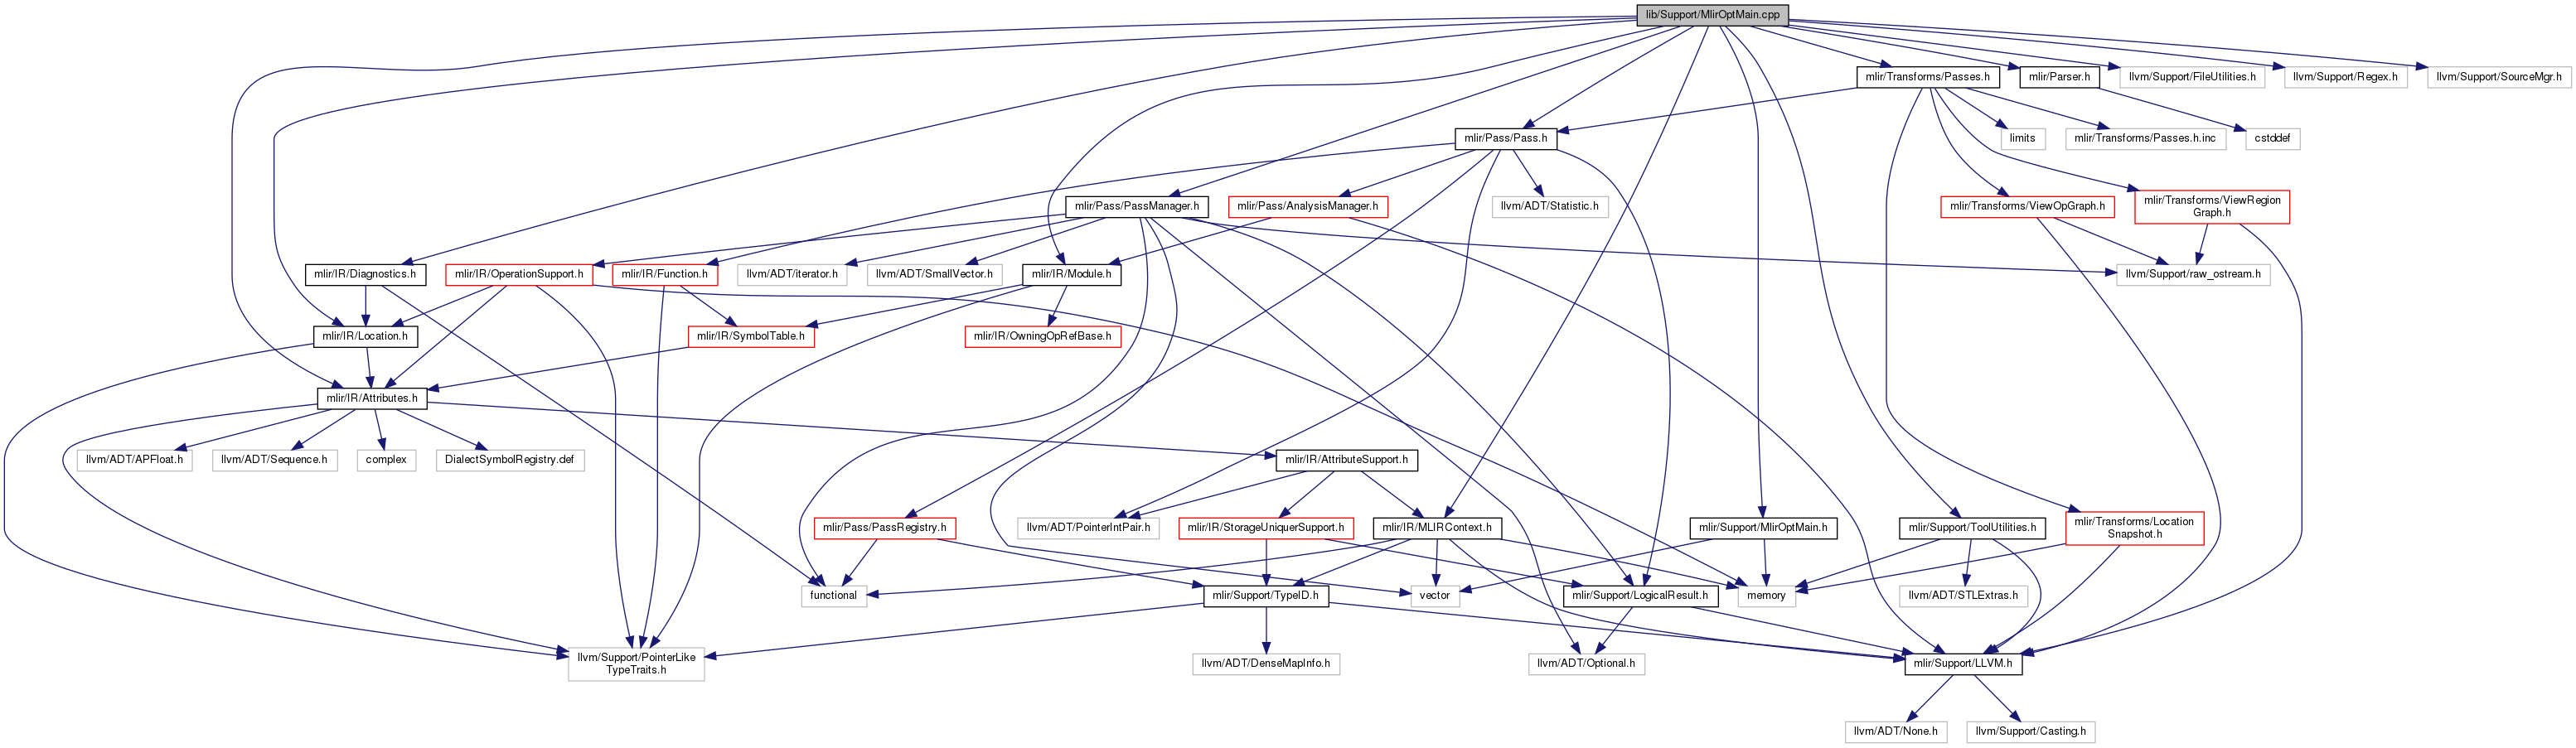 lib/Support/MlirOptMain.cpp
mlir/Transforms/Passes.h
mlir/Parser.h
llvm/Support/FileUtilities.h
llvm/Support/Regex.h
llvm/Support/SourceMgr.h
mlir/Pass/Pass.h
limits
mlir/Transforms/Passes.h.inc
cstddef
mlir/Pass/PassManager.h
mlir/Pass/AnalysisManager.h
llvm/ADT/Statistic.h
mlir/Transforms/ViewOpGraph.h
mlir/Transforms/ViewRegion
Graph.h
mlir/IR/Diagnostics.h
mlir/IR/OperationSupport.h
mlir/IR/Function.h
llvm/ADT/iterator.h
llvm/ADT/SmallVector.h
mlir/IR/Module.h
llvm/Support/raw_ostream.h
mlir/IR/Location.h
mlir/IR/SymbolTable.h
mlir/IR/OwningOpRefBase.h
mlir/IR/Attributes.h
llvm/ADT/APFloat.h
llvm/ADT/Sequence.h
complex
DialectSymbolRegistry.def
mlir/IR/AttributeSupport.h
mlir/Pass/PassRegistry.h
llvm/ADT/PointerIntPair.h
mlir/IR/StorageUniquerSupport.h
mlir/IR/MLIRContext.h
mlir/Support/MlirOptMain.h
mlir/Support/ToolUtilities.h
mlir/Transforms/Location
Snapshot.h
functional
mlir/Support/TypeID.h
vector
mlir/Support/LogicalResult.h
memory
llvm/ADT/STLExtras.h
llvm/Support/PointerLike
TypeTraits.h
llvm/ADT/DenseMapInfo.h
llvm/ADT/Optional.h
mlir/Support/LLVM.h
llvm/ADT/None.h
llvm/Support/Casting.h